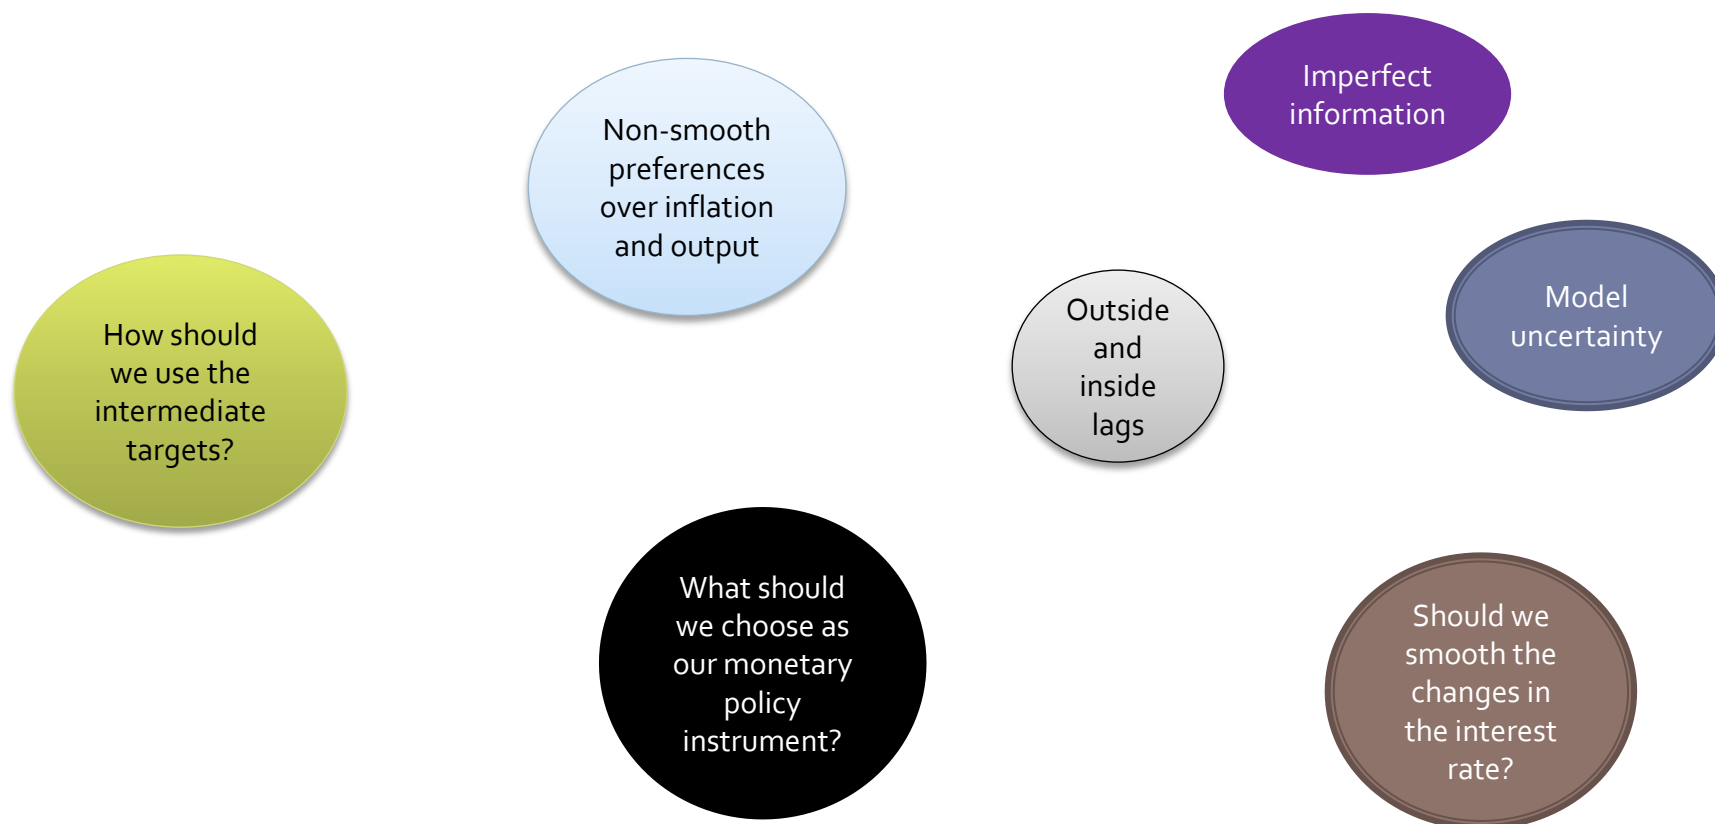 Imperfect
information
Non-smooth
preferences
over inflation
and output
Model
uncertainty
Outside
and
inside
lags
How should
we use the
intermediate
targets?
What should
we choose as
our monetary
policy
instrument?
Should we
smooth the
changes in
the interest
rate?